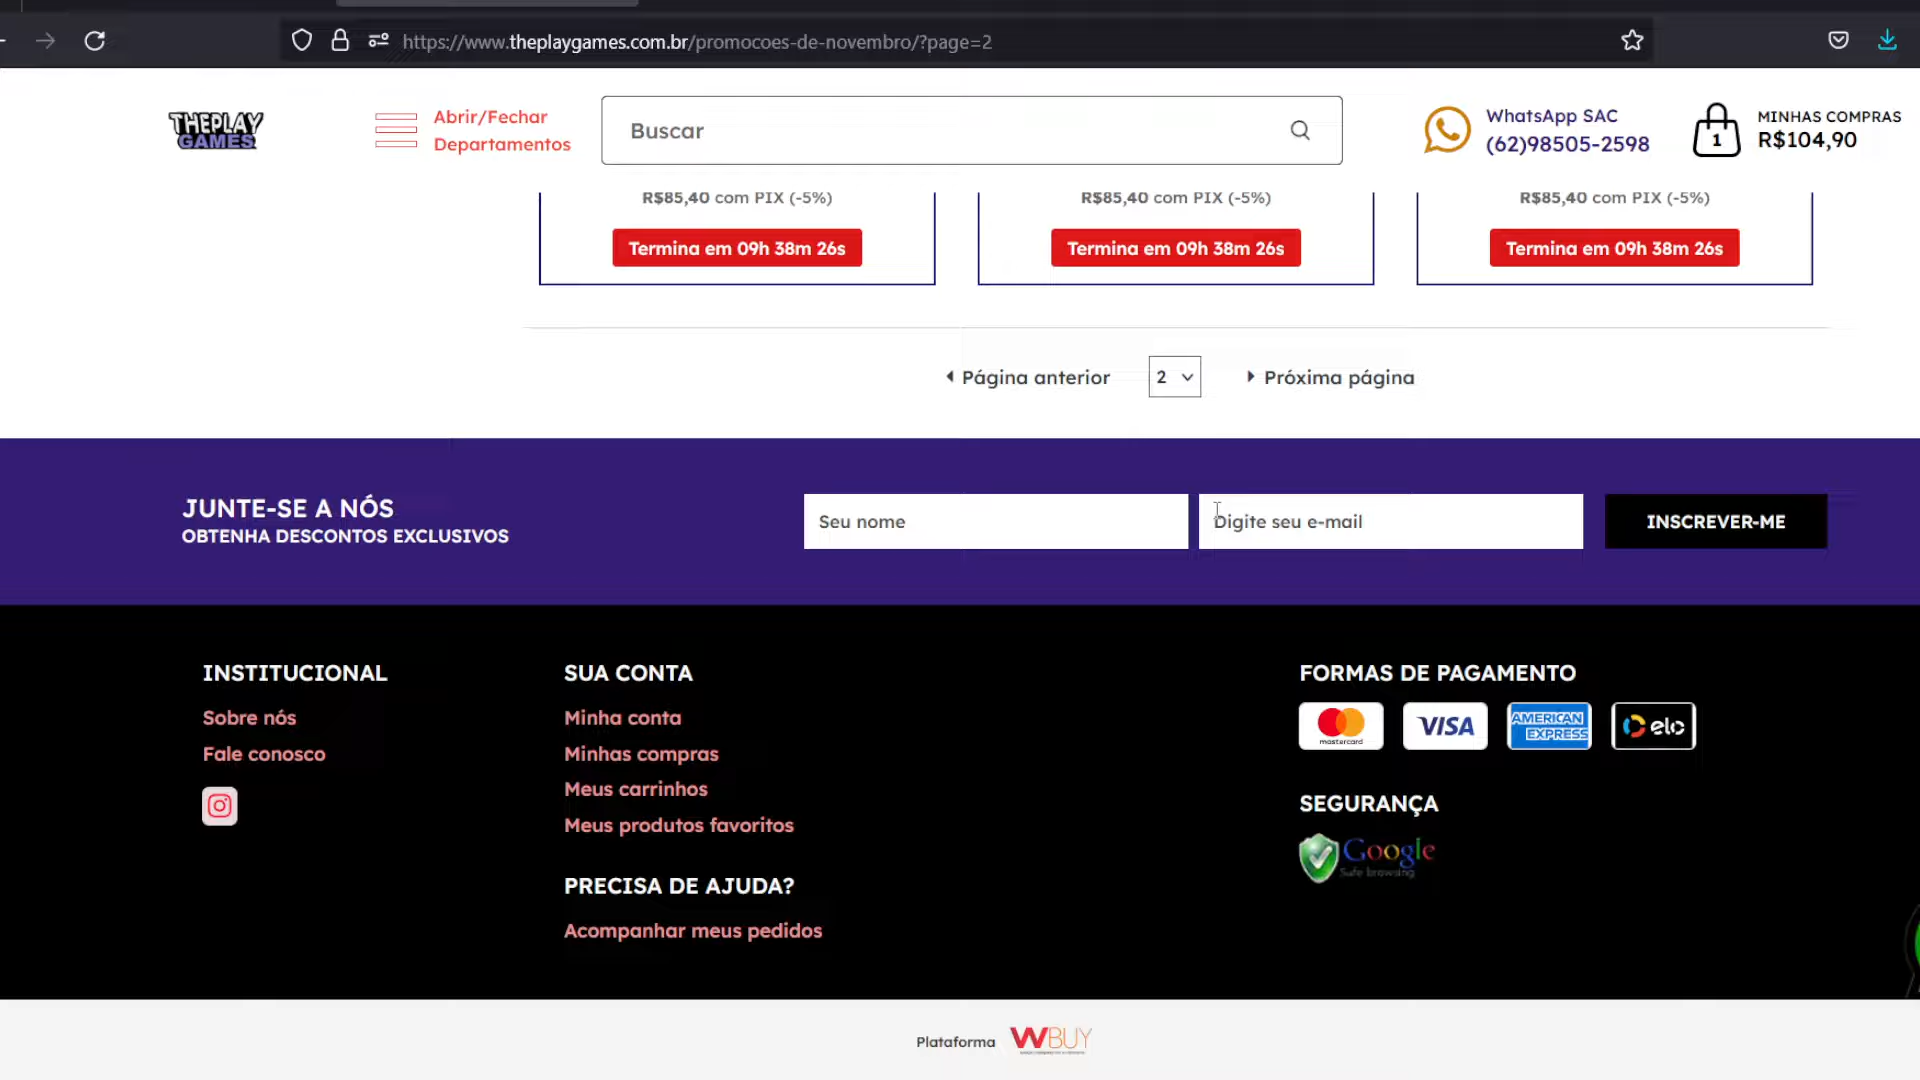 https://www.theplaygames.com.br/promocoes-de-novembro/?page=2
THEPLAY
GAMES
Abrir/Fechar
Departamentos
Buscar
WhatsApp SAC
(62)98505-2598
1
MINHAS COMPRAS
R$104,90
R$85,40 com PIX (-5%)
R$85,40 com PIX (-5%)
R$85,40 com PIX (-5%)
Termina em 09h 38m 26s
Termina em 09h 38m 26s
Termina em 09h 38m 26s
Página anterior
2
Próxima página
JUNTE-SE A NÓS
OBTENHA DESCONTOS EXCLUSIVOS
Seu nome
Digite seu e-mail
INSCREVER-ME
INSTITUCIONAL
Sobre nós
Fale conosco
SUA CONTA
Minha conta
Minhas compras
Meus carrinhos
Meus produtos favoritos
PRECISA DE AJUDA?
Acompanhar meus pedidos
FORMAS DE PAGAMENTO
mastercard
VISA
AMERICAN
EXPRESS
elo
SEGURANÇA
Google
Safe browsing
Plataforma
WBUY